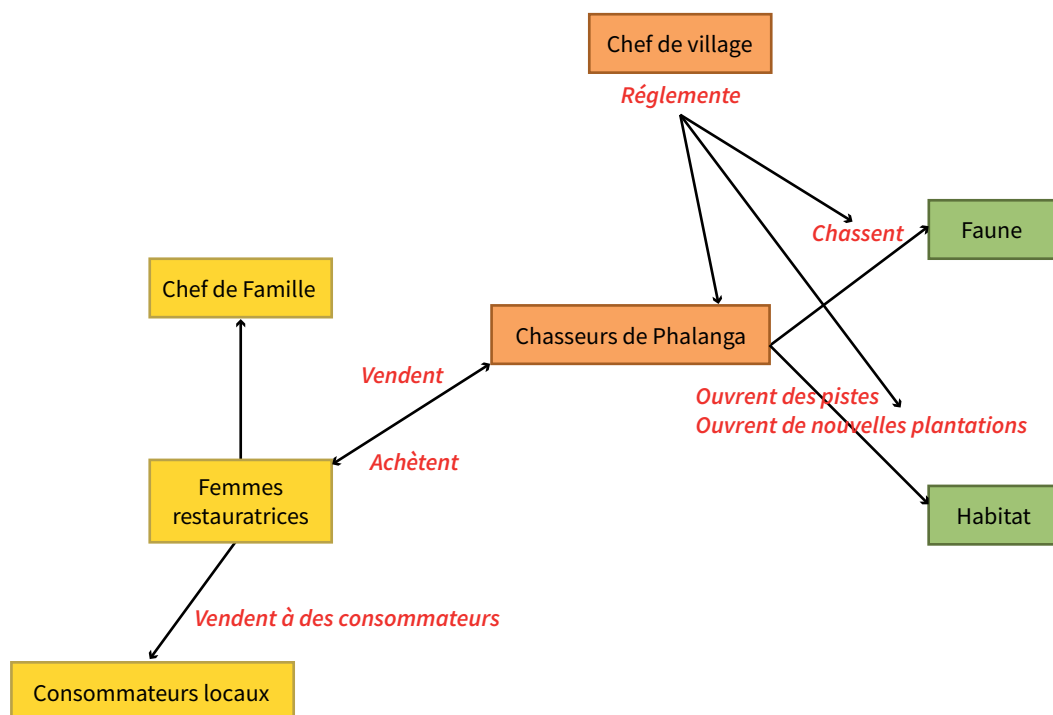 Chef de village
Réglemente
Chassent
Faune
Chef de Famille
Chasseurs de Phalanga
Vendent
Ouvrent des pistes
Ouvrent de nouvelles plantations
Achètent
Femmes
restauratrices
Habitat
Vendent à des consommateurs
Consommateurs locaux